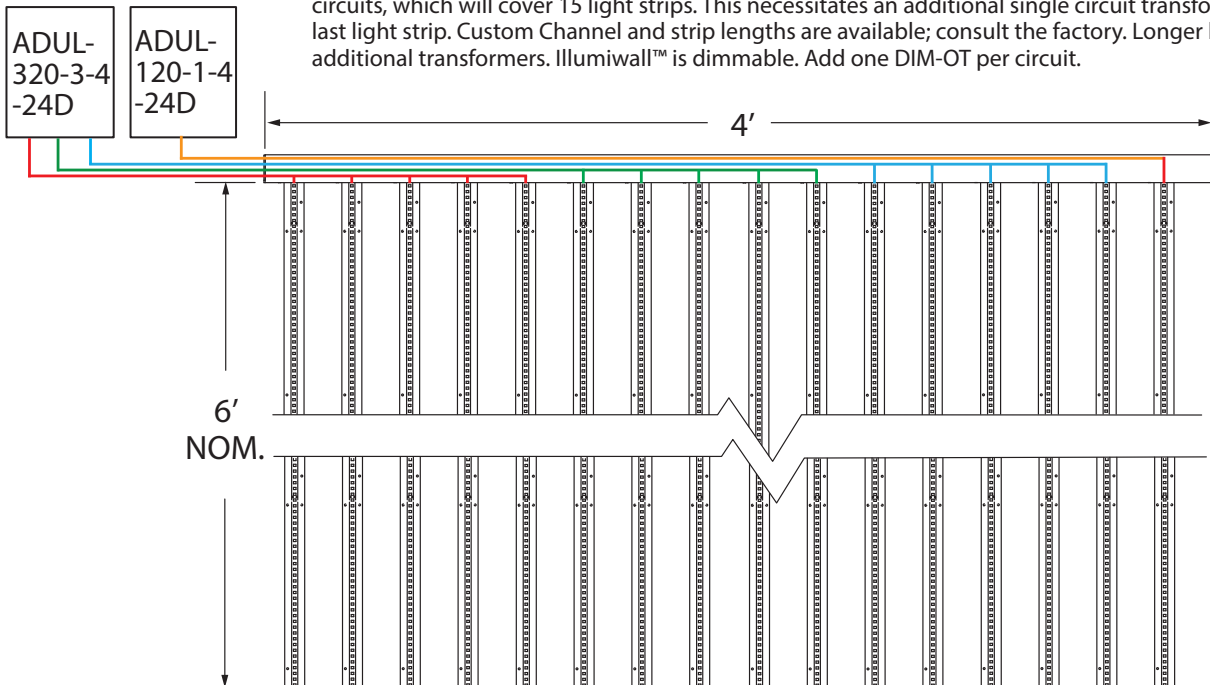 circuits, which will cover 15 light strips. This necessitates an additional single circuit
last light strip. Custom Channel and strip lengths are available; consult the factory. Longer
additional transformers. Illumiwall™ is dimmable. Add one DIM-OT per circuit.
ADUL-
320-3-4
-24D
ADUL-
120-1-4
-24D
4’
6’
NOM.